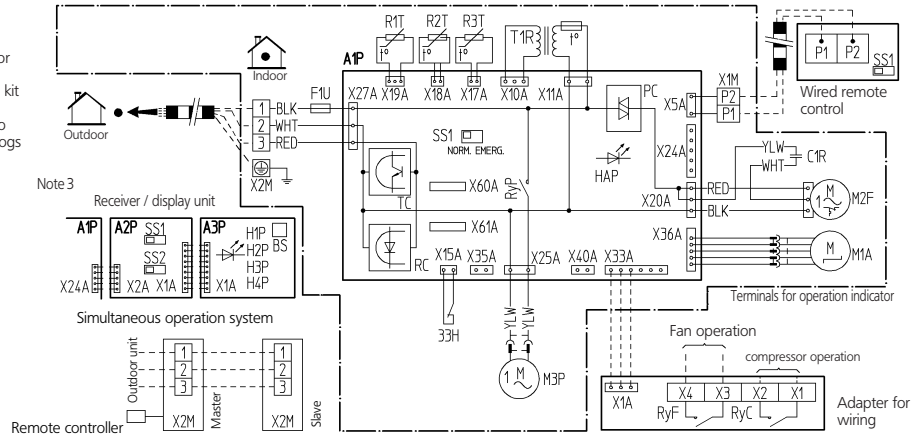 or
kit
o
ogs
Outdoor
Indoor
A1P
R1T
R2T
R3T
t°
t°
t°
T1R
t°
X27A
X19A
X18A
X17A
X10A
X11A
F1U
1
BLK
2
WHT
3
RED
X2M
SS1
NORM. EMERG.
HAP
PC
X5A
X1M
P2
P1
P1
P2
SS1
Wired remote
control
X24A
YLW
C1R
WHT
RED
X20A
BLK
1
M
M2F
X36A
M
M1A
TC
RC
X60A
X61A
RyP
X15A
X35A
X25A
X40A
X33A
33H
YLW
YLW
1
M
M3P
Terminals for operation indicator
Fan operation
compressor operation
X1A
X4
X3
X2
X1
RyF
RyC
Adapter for
wiring
Note 3
Receiver / display unit
A1P
A2P
A3P
SS1
SS2
H1P
H2P
H3P
H4P
BS
X24A
X2A
X1A
X1A
Simultaneous operation system
Outdoor unit
1
2
3
X2M
Master
1
2
3
X2M
Slave
Remote controller